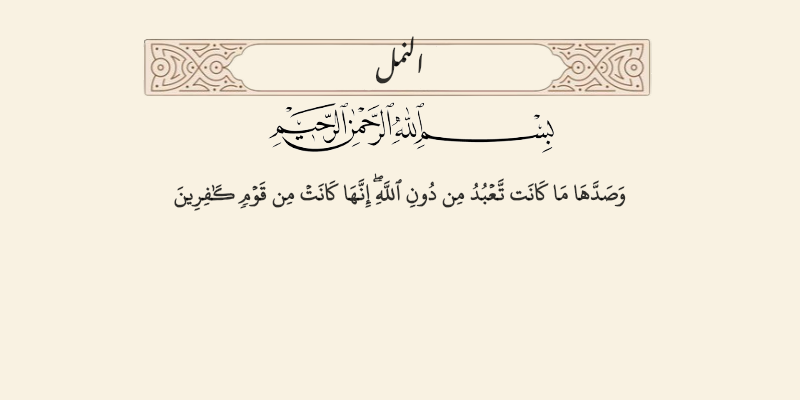 النمل
بِسْمِ ٱللَّهِ ٱلرَّحْمَٰنِ ٱلرَّحِيمِ
وَصَدَّهَا مَا كَانَت تَّعْبُدُ مِن دُونِ ٱللَّهِ ۖ إِنَّهَا كَانَتْ مِن قَوْمٍ كَٰفِرِينَ